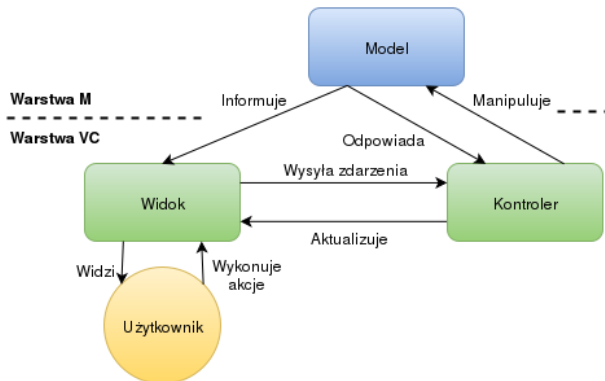 Model
Warstwa M
Informuje
Manipuluje
Warstwa VC
Odpowiada
Wysyła zdarzenia
Widok
Kontroler
Aktualizuje
Widzi
Wykonuje
akcje
Użytkownik